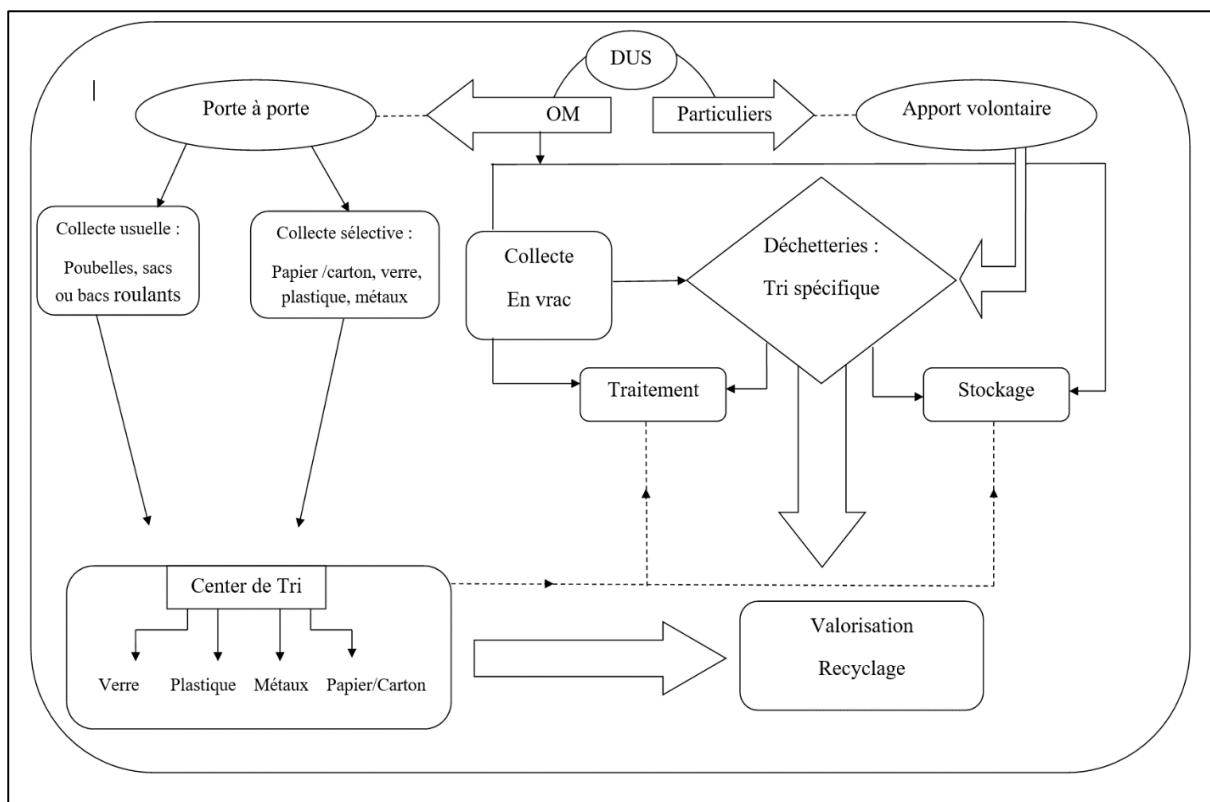 DUS
Porte à porte
OM
Particuliers
Apport volontaire
Collecte usuelle :
Poubelles, sacs
ou bacs roulants
Collecte sélective :
Papier /carton, verre,
plastique, métaux
Collecte
En vrac
Déchetteries :
Tri spécifique
Traitement
Stockage
Center de Tri
Verre
Plastique
Métaux
Papier/Carton
Valorisation
Recyclage